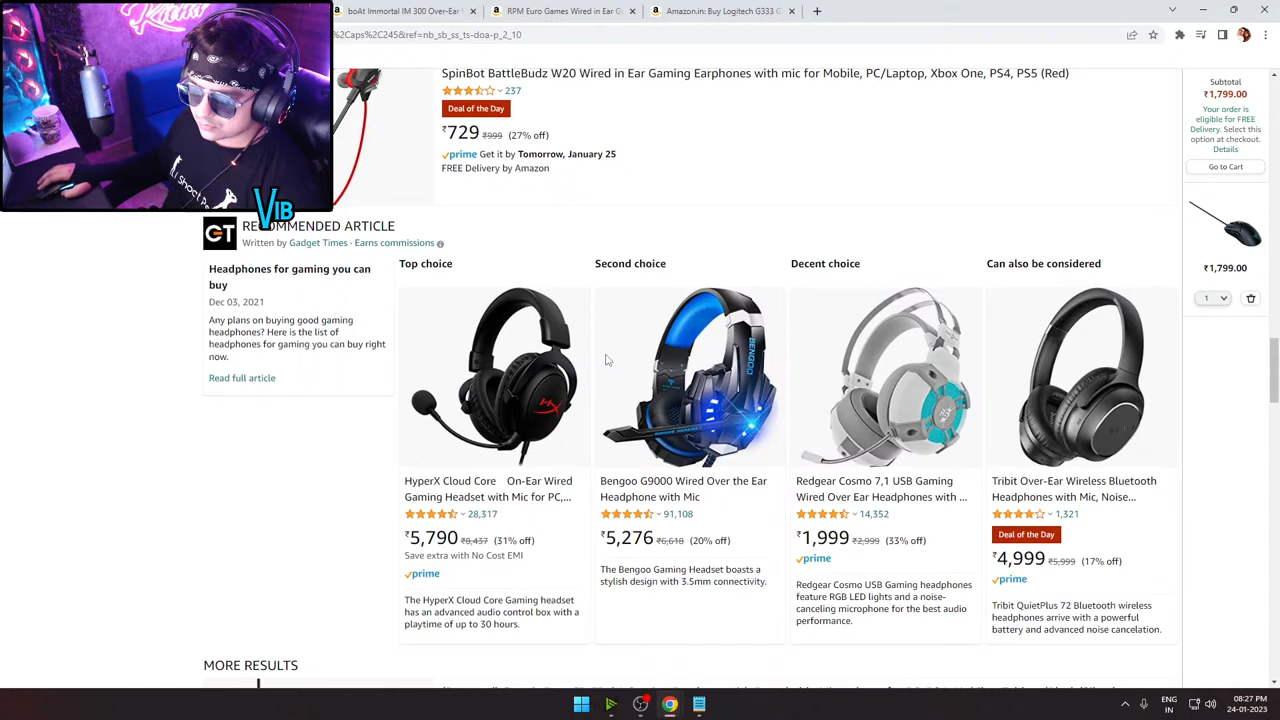 boAt Immortal IM 300 Over-Ear
RPM Euro Games Wired in Ear G
Amazon.in: Buy Logitech G333 G
%2Caps%2C245&ref=nb_sb_ss_ts-doa-p_2_10
SpinBot BattleBudz W20 Wired in Ear Gaming Earphones with mic for Mobile, PC/Laptop, Xbox One, PS4, PS5 (Red)
237
Deal of the Day
₹729 ₹999 (27% off)
prime Get it by Tomorrow, January 25
FREE Delivery by Amazon
Subtotal
₹1,799.00
Your order is
eligible for FREE
Delivery. Select this
option at checkout.
Details
Go to Cart
₹1,799.00
1
I Shoot P
VIB
GT
RECOMMENDED ARTICLE
Written by Gadget Times · Earns commissions
Headphones for gaming you can
buy
Dec 03, 2021
Any plans on buying good gaming
headphones? Here is the list of
headphones for gaming you can buy right
now.
Read full article
Top choice
HyperX Cloud Core On-Ear Wired
Gaming Headset with Mic for PC,...
28,317
₹5,790 ₹8,437 (31% off)
Save extra with No Cost EMI
prime
The HyperX Cloud Core Gaming headset
has an advanced audio control box with a
playtime of up to 30 hours.
Second choice
BENGOO
Bengoo G9000 Wired Over the Ear
Headphone with Mic
91,108
₹5,276 ₹6,618 (20% off)
The Bengoo Gaming Headset boasts a
stylish design with 3.5mm connectivity.
Decent choice
Redgear Cosmo 7,1 USB Gaming
Wired Over Ear Headphones with ...
14,352
₹1,999 ₹2,999 (33% off)
prime
Redgear Cosmo USB Gaming headphones
feature RGB LED lights and a noise-
canceling microphone for the best audio
performance.
Can also be considered
Tribit Over-Ear Wireless Bluetooth
Headphones with Mic, Noise...
1,321
Deal of the Day
₹4,999 ₹5,999 (17% off)
prime
Tribit QuietPlus 72 Bluetooth wireless
headphones arrive with a powerful
battery and advanced noise cancelation.
MORE RESULTS
ENG
IN
08:27 PM
24-01-2023